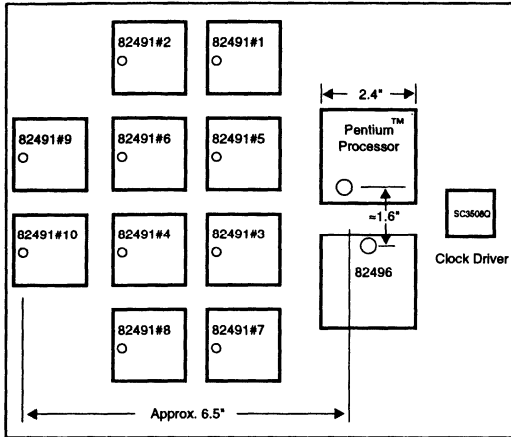 82491#2
82491#1
2.4"
Pentium™
Processor
82491#9
82491#6
82491#5
≈1.6"
SC3508Q
82491#10
82491#4
82491#3
82496
Clock Driver
82491#8
82491#7
Approx. 6.5"